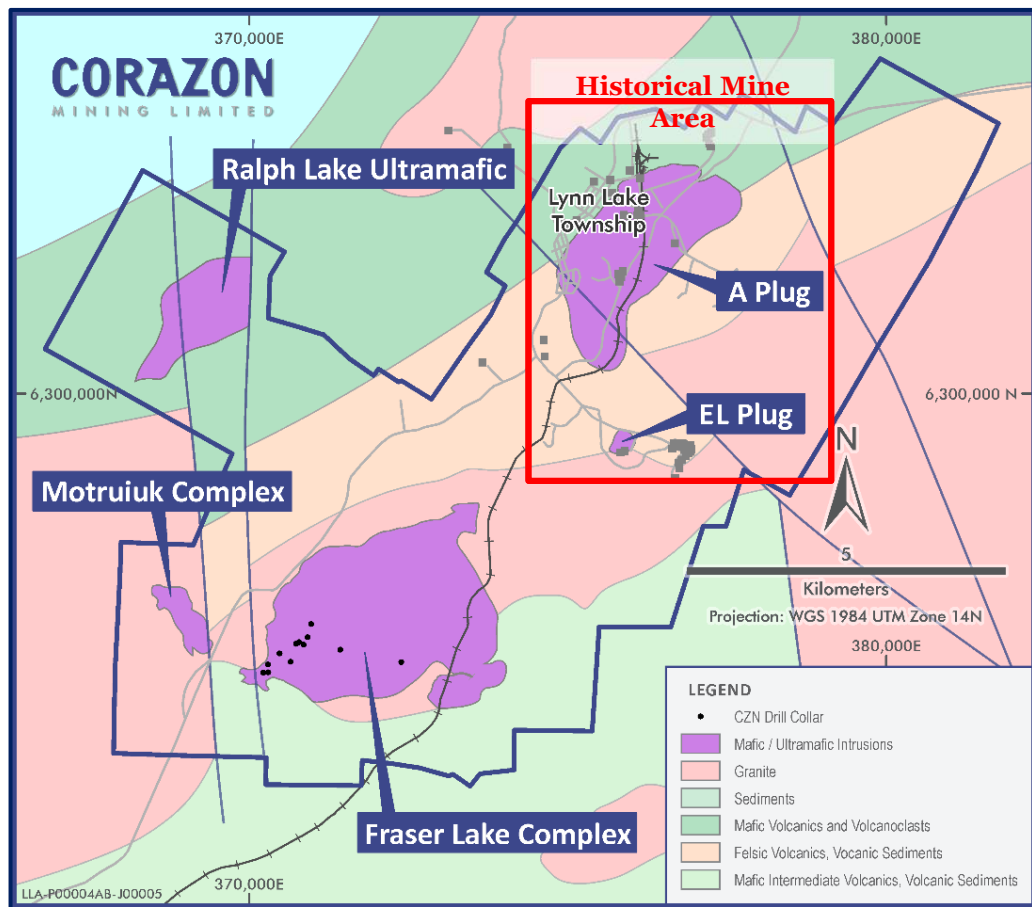 370,000E
380,000E
CORAZON
MINING LIMITED
Historical Mine
Area
Ralph Lake Ultramafic
Lynn Lake
Township
A Plug
6,300,000N
6,300,000 N
EL Plug
N
Motruiuk Complex
5
Kilometers
Projection: WGS 1984 UTM Zone 14N
380,000E
Fraser Lake Complex
370,000E
LEGEND
CZN Drill Collar
Mafic / Ultramafic Intrusions
Granite
Sediments
Mafic Volcanics and Volcanoclasts
Felsic Volcanics, Vocanic Sediments
Mafic Intermediate Volcanics, Volcanic Sediments
LLA-P00004AB-J00005